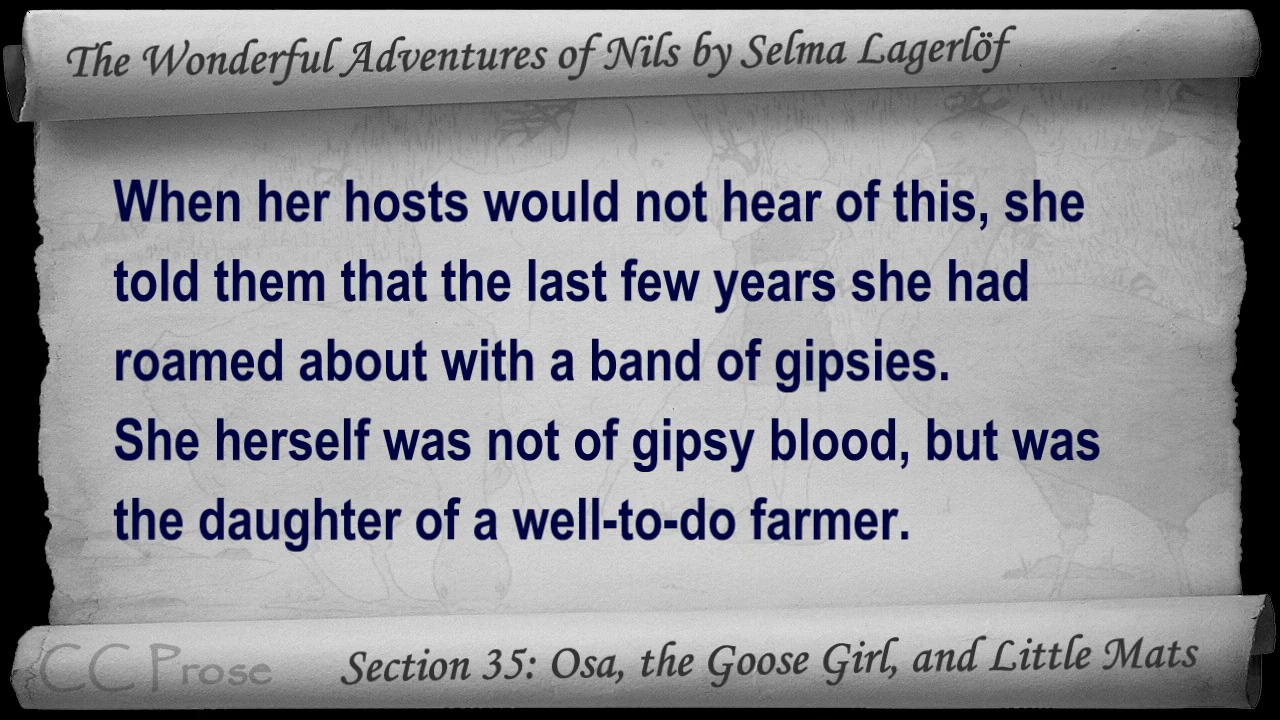 The Wonderful Adventures of Nils by Selma Lagerlöf
When her hosts would not hear of this, she
told them that the last few years she had
roamed about with a band of gipsies.
She herself was not of gipsy blood, but was
the daughter of a well-to-do farmer.
CC Prose
Section 35: Osa, the Goose Girl, and Little Mats